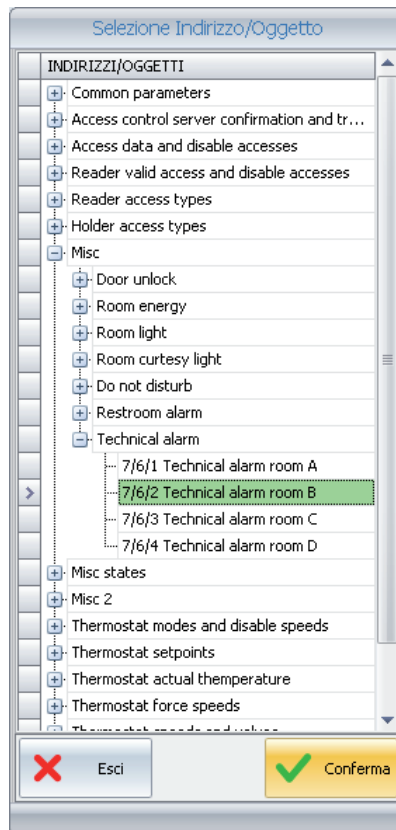 Selezione Indirizzo/Oggetto
INDIRIZZI/OGGETTI
Common parameters
Access control server confirmation and tr...
Access data and disable accesses
Reader valid access and disable accesses
Reader access types
Holder access types
Misc
Door unlock
Room energy
Room light
Room curtesy light
Do not disturb
Restroom alarm
Technical alarm
7/6/1 Technical alarm room A
7/6/2 Technical alarm room B
7/6/3 Technical alarm room C
7/6/4 Technical alarm room D
Misc states
Misc 2
Thermostat modes and disable speeds
Thermostat setpoints
Thermostat actual themperature
Thermostat force speeds
Thermostat speeds and valves
Esci
Conferma